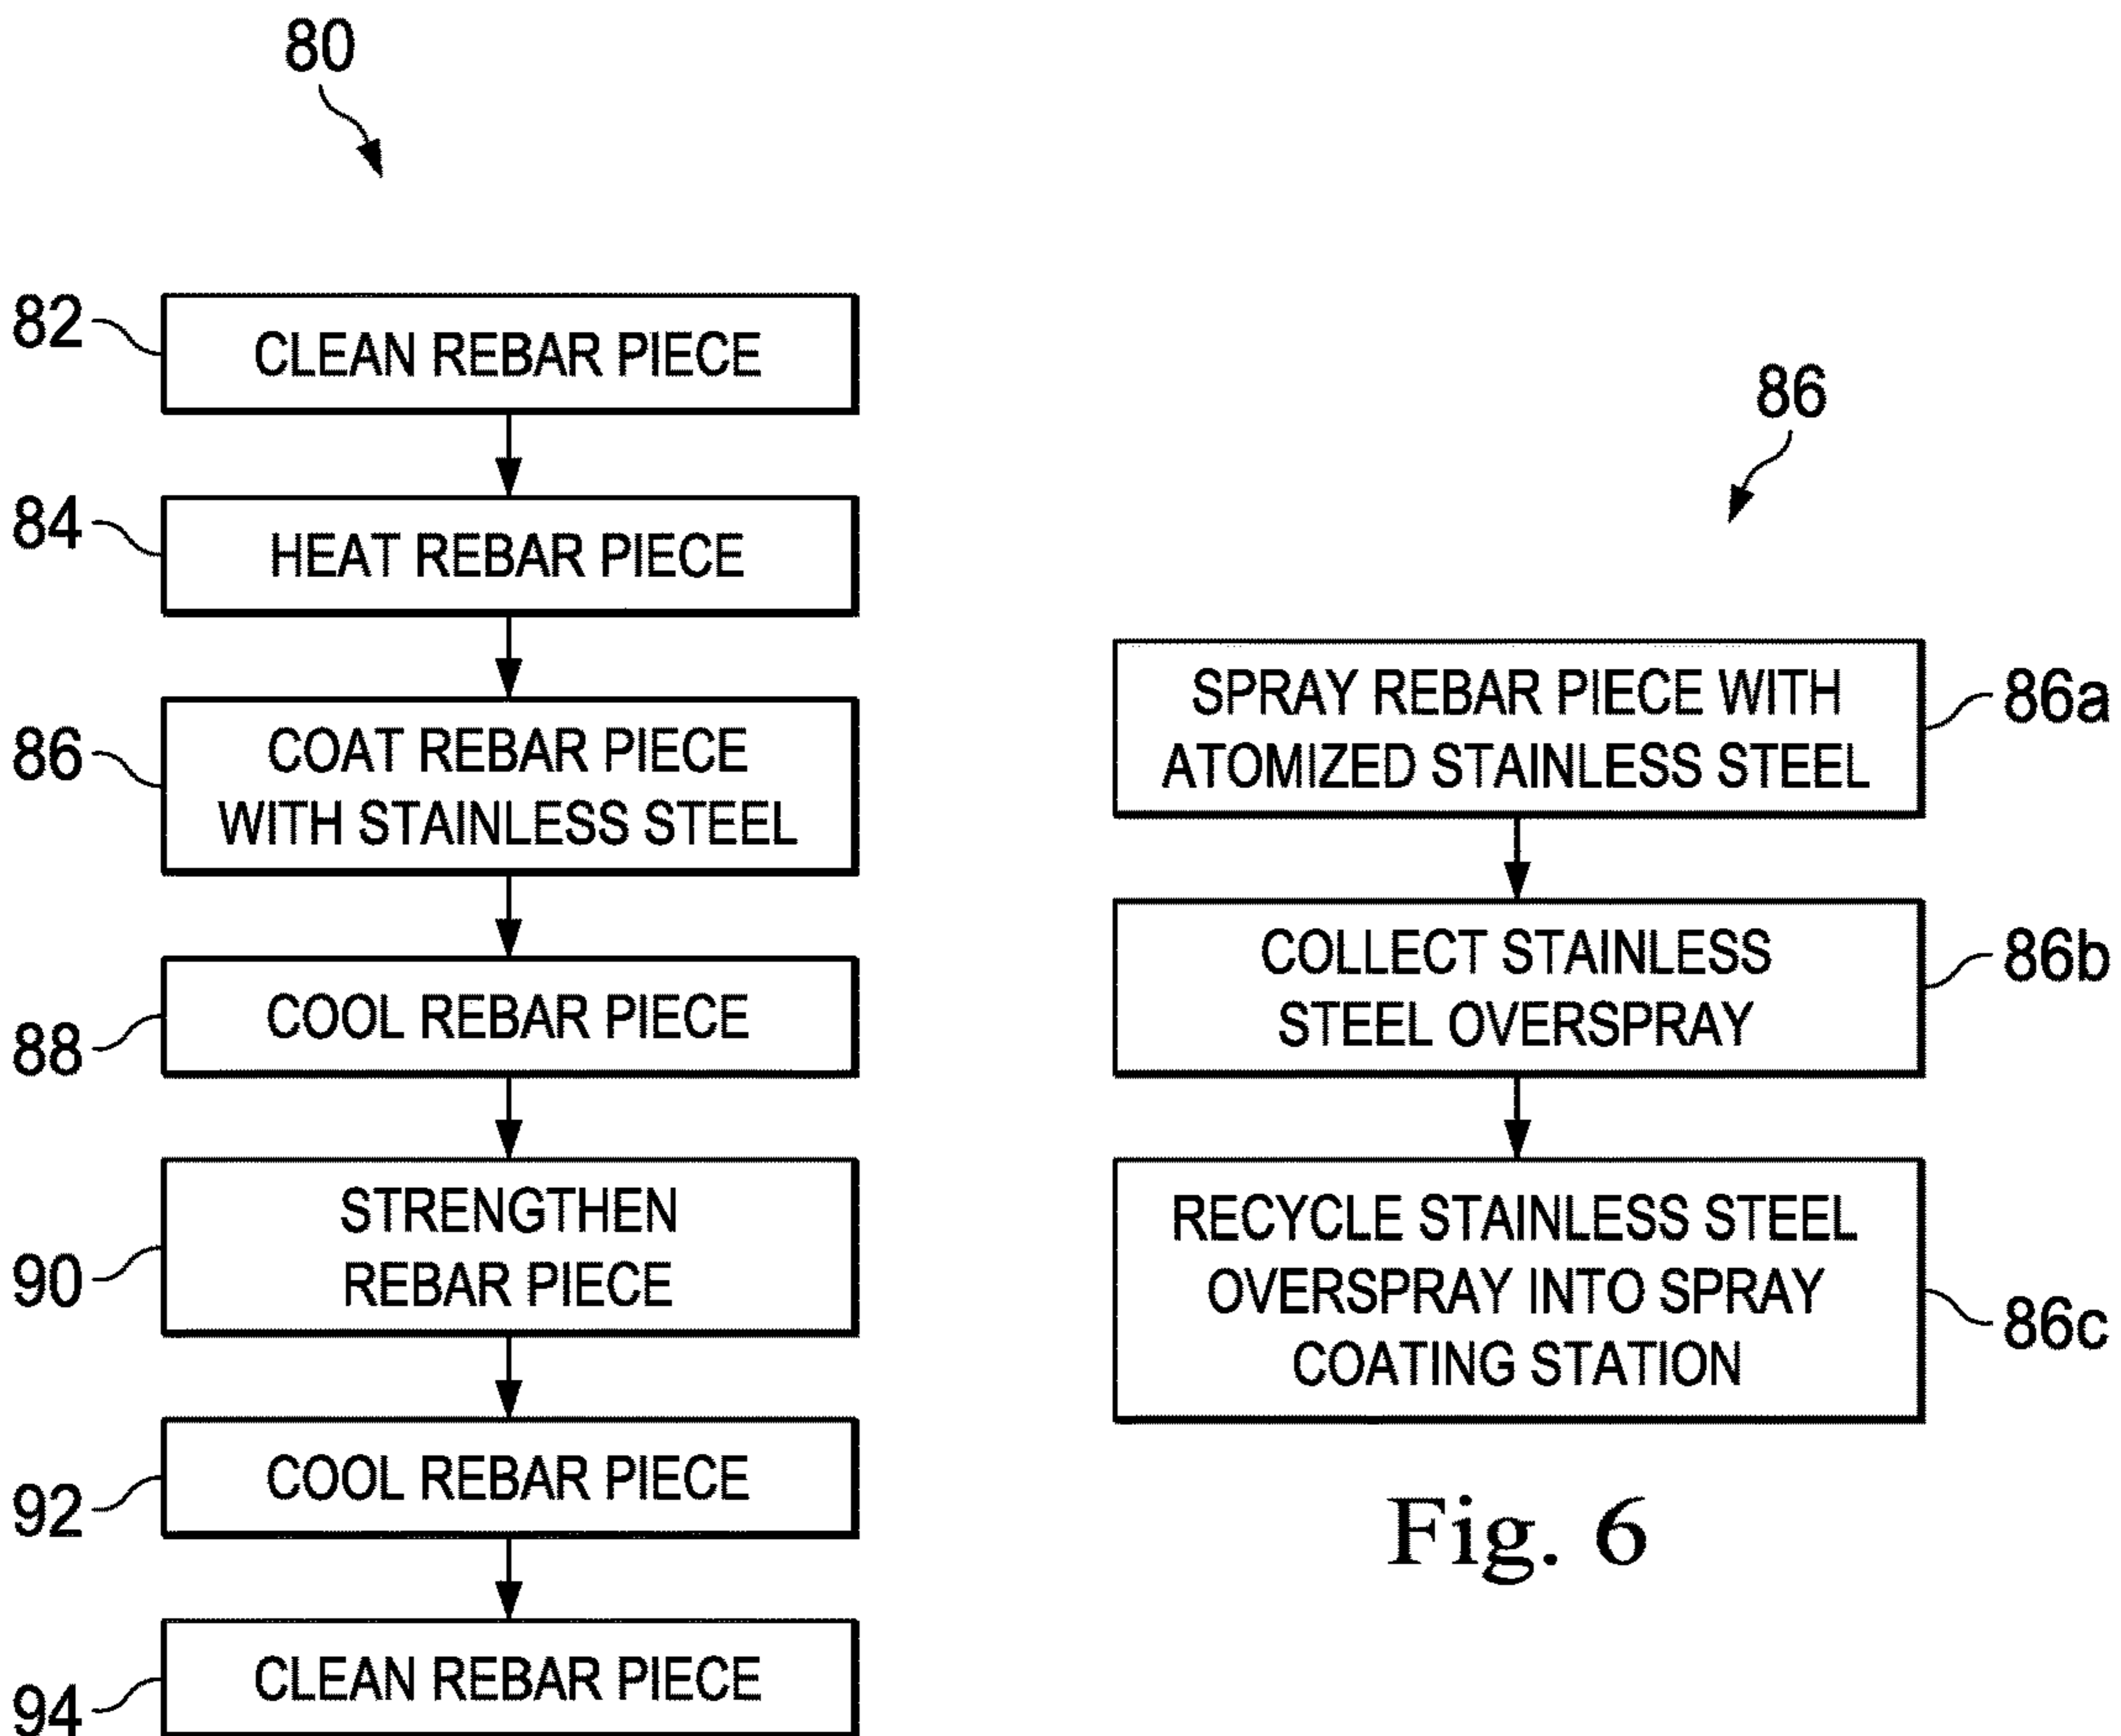 80
82
CLEAN REBAR PIECE
84
HEAT REBAR PIECE
86
COAT REBAR PIECE
WITH STAINLESS STEEL
88
COOL REBAR PIECE
90
STRENGTHEN
REBAR PIECE
92
COOL REBAR PIECE
94
CLEAN REBAR PIECE
86
SPRAY REBAR PIECE WITH
ATOMIZED STAINLESS STEEL
86a
COLLECT STAINLESS
STEEL OVERSPRAY
86b
RECYCLE STAINLESS STEEL
OVERSPRAY INTO SPRAY
COATING STATION
86c
Fig. 6